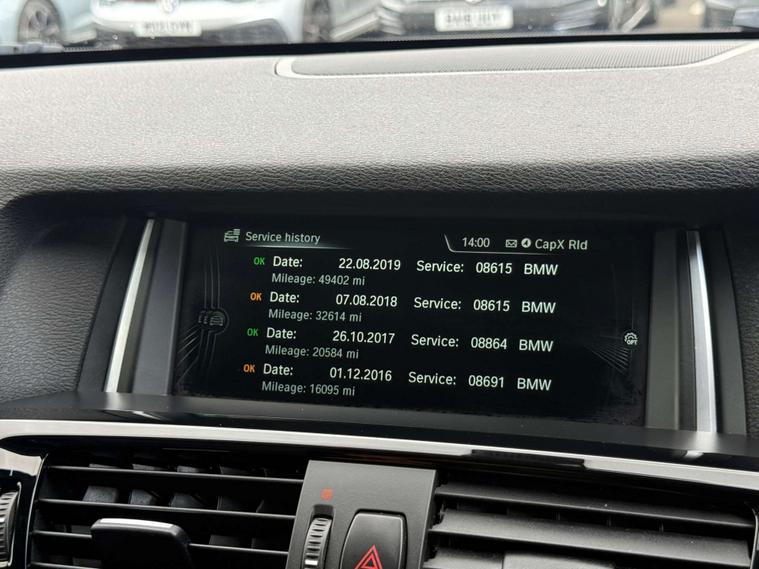 Service history
14:00 CapX Rld
OK Date: 22.08.2019 Service: 08615 BMW
Mileage: 49402 mi
OK Date: 07.08.2018 Service: 08615 BMW
Mileage: 32614 mi
OK Date: 26.10.2017 Service: 08864 BMW
Mileage: 20584 mi
OK Date: 01.12.2016 Service: 08691 BMW
Mileage: 16095 mi
OPT